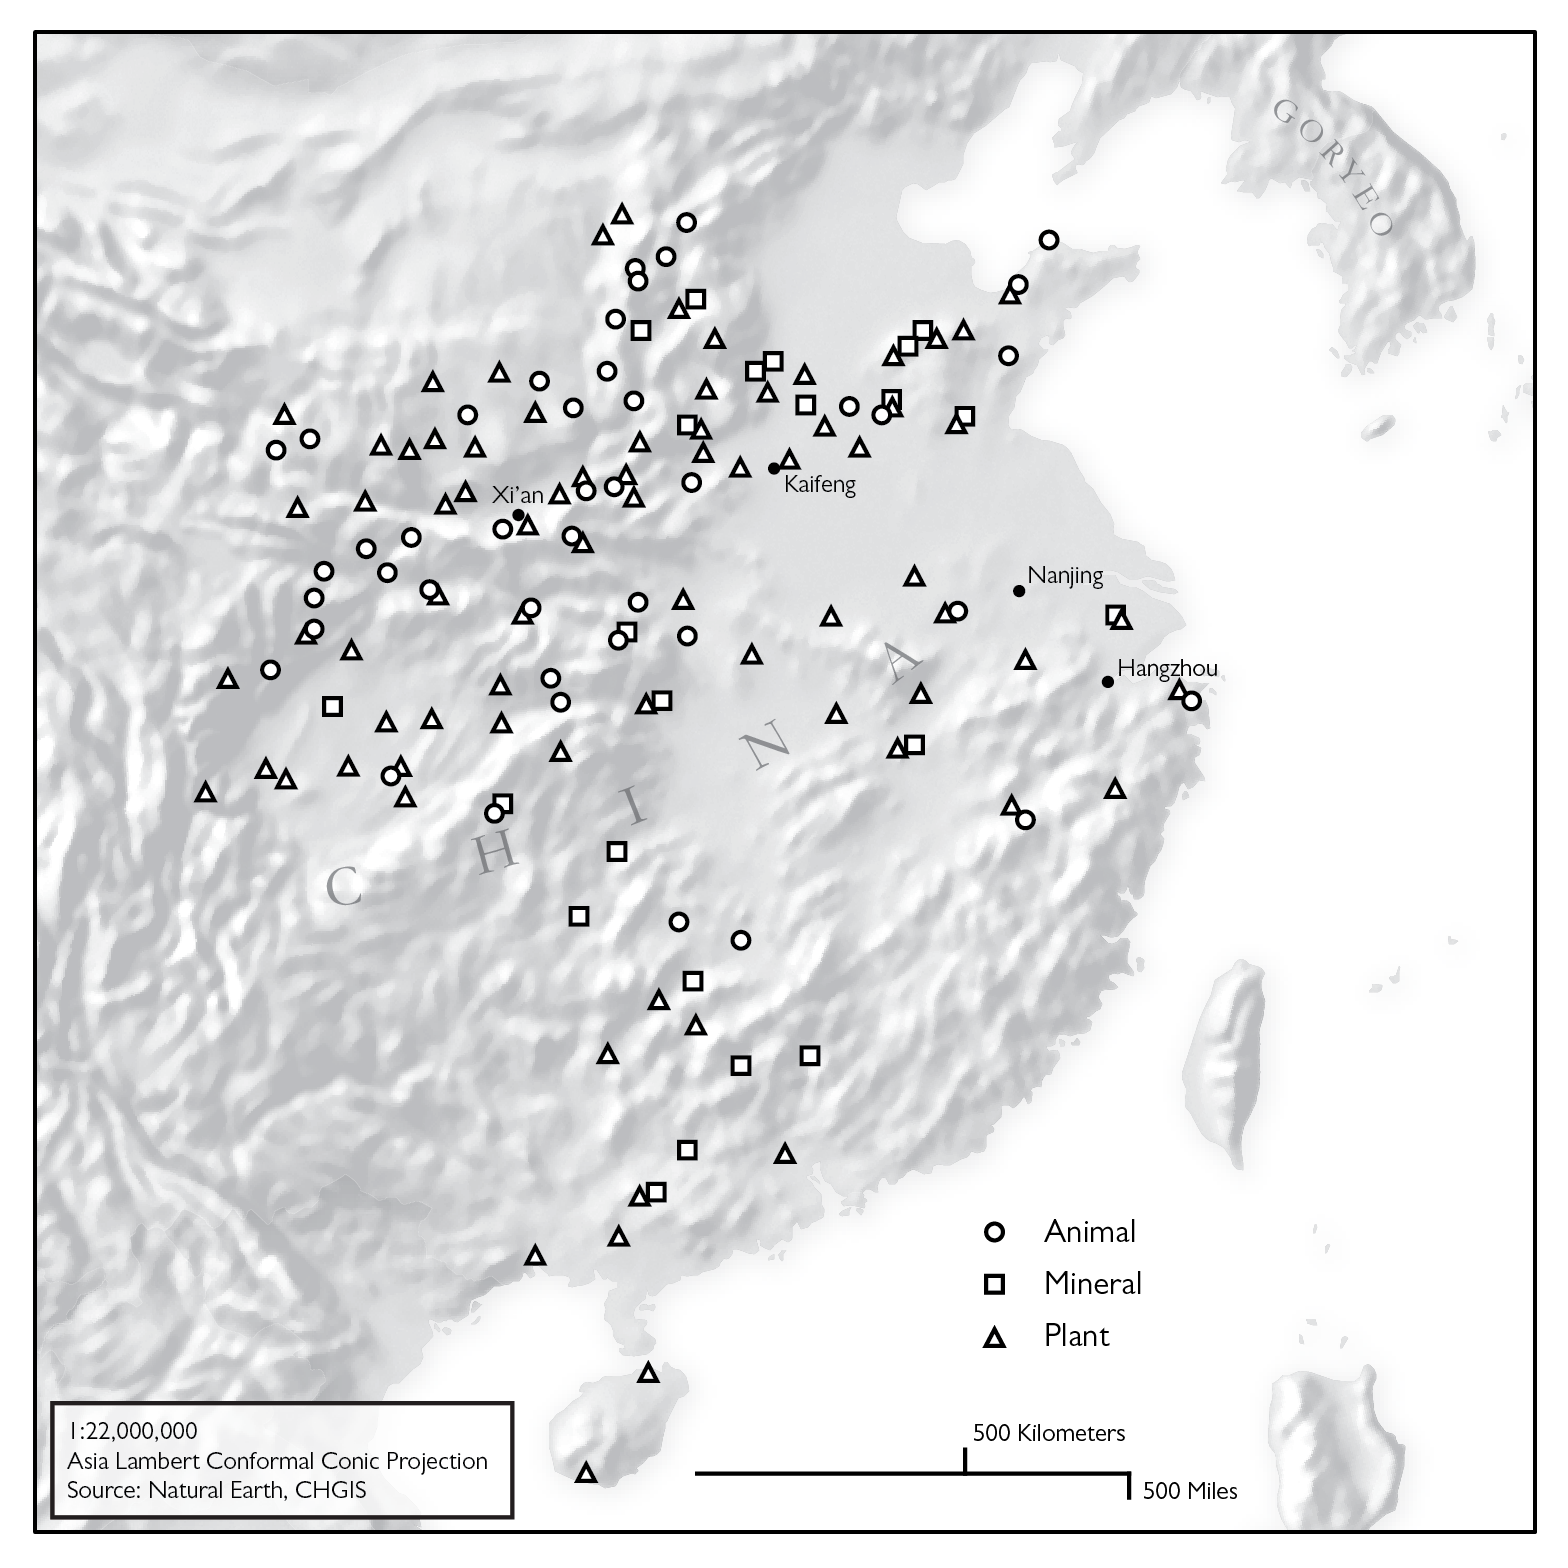 GORYEO
Xi'an
Kaifeng
Nanjing
Hangzhou
CHINA
Animal
Mineral
Plant
1:22,000,000
Asia Lambert Conformal Conic Projection
Source: Natural Earth, CHGIS
500 Kilometers
500 Miles